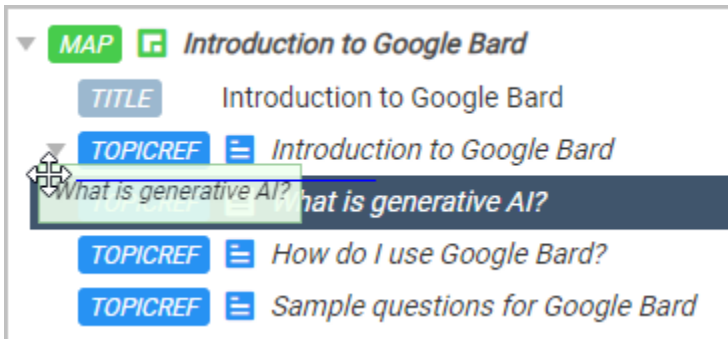 MAP Introduction to Google Bard
TITLE Introduction to Google Bard
TOPICREF Introduction to Google Bard
What is generative AI?
What is generative AI?
TOPICREF How do I use Google Bard?
TOPICREF Sample questions for Google Bard